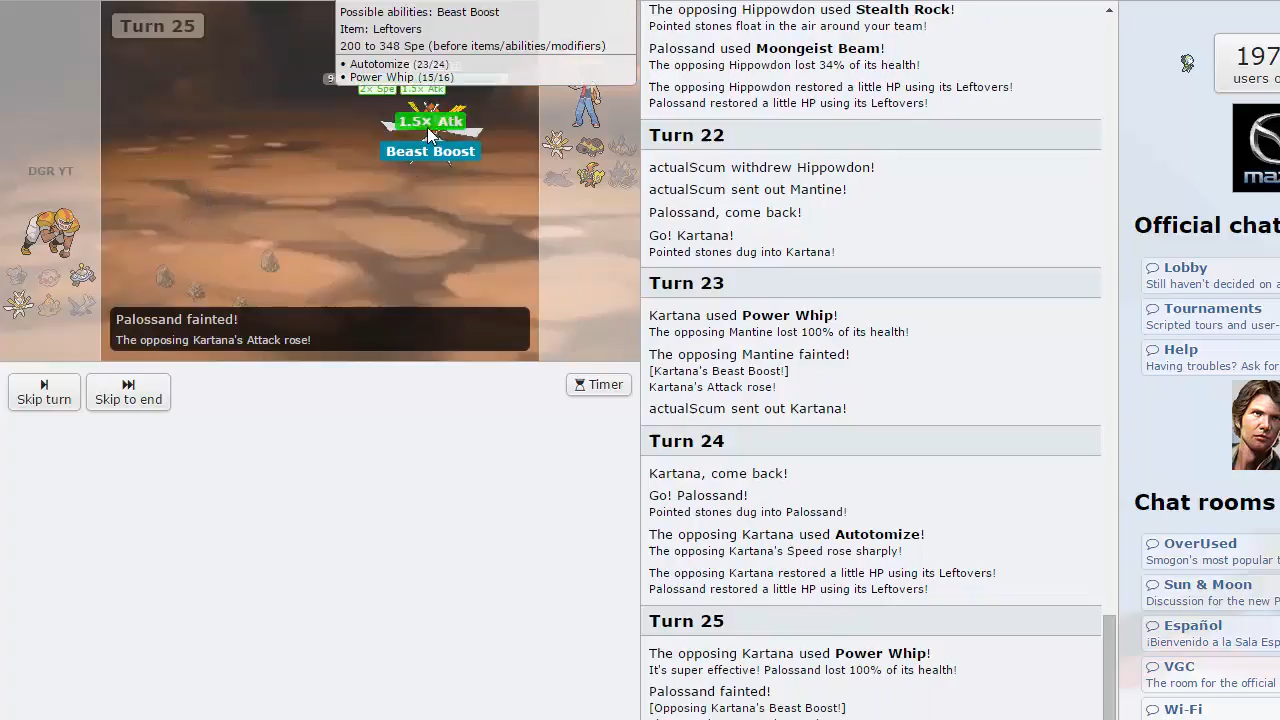 Turn 25
Possible abilities: Beast Boost
Item: Leftovers
200 to 348 Spe (before items/abilities/modifiers)
• Autotomize (23/24)
• Power Whip (15/16)
9
2× Spe 1.5× Atk
1.5× Atk
Beast Boost
DGR YT
Palossand fainted!
The opposing Kartana's Attack rose!
Skip turn
Skip to end
Timer
The opposing Hippowdon used Stealth Rock!
Pointed stones float in the air around your team!
Palossand used Moongeist Beam!
The opposing Hippowdon lost 34% of its health!
The opposing Hippowdon restored a little HP using its Leftovers!
Palossand restored a little HP using its Leftovers!
Turn 22
actualScum withdrew Hippowdon!
actualScum sent out Mantine!
Palossand, come back!
Go! Kartana!
Pointed stones dug into Kartana!
Turn 23
Kartana used Power Whip!
The opposing Mantine lost 100% of its health!
The opposing Mantine fainted!
[Kartana's Beast Boost!]
Kartana's Attack rose!
actualScum sent out Kartana!
Turn 24
Kartana, come back!
Go! Palossand!
Pointed stones dug into Palossand!
The opposing Kartana used Autotomize!
The opposing Kartana's Speed rose sharply!
The opposing Kartana restored a little HP using its Leftovers!
Palossand restored a little HP using its Leftovers!
Turn 25
The opposing Kartana used Power Whip!
It's super effective! Palossand lost 100% of its health!
Palossand fainted!
[Opposing Kartana's Beast Boost!]
197
users o
maz
Official chat
Lobby
Still haven't decided on a
Tournaments
Scripted tours and user-
Help
Having troubles? Ask for
Chat rooms
OverUsed
Smogon's most popular t
Sun & Moon
Discussion for the new P
Español
¡Bienvenido a la Sala Esp
VGC
The room for the official
Wi-Fi